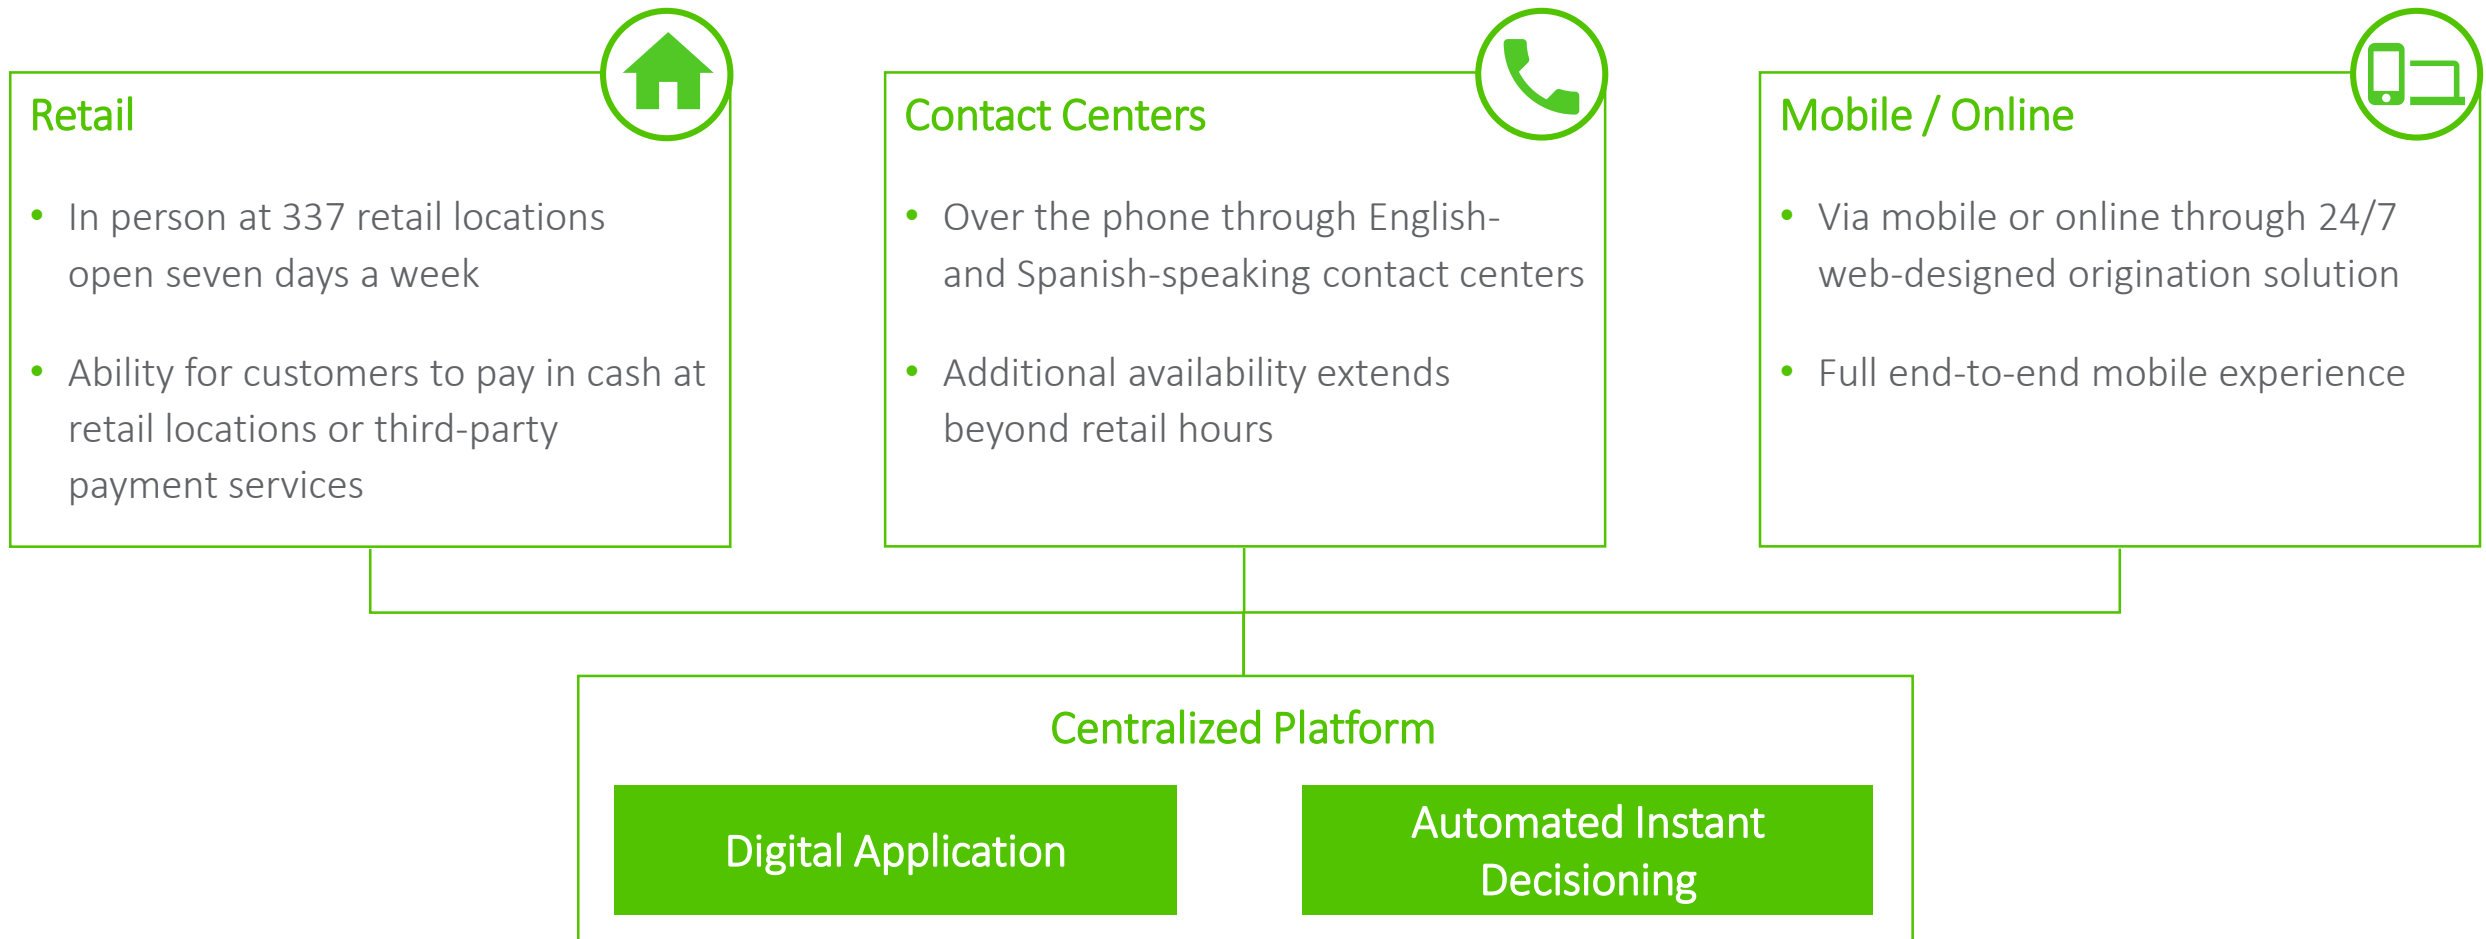 Retail
• In person at 337 retail locations
open seven days a week
• Ability for customers to pay in cash at
retail locations or third-party
payment services
Contact Centers
• Over the phone through English-
and Spanish-speaking contact centers
• Additional availability extends
beyond retail hours
Mobile / Online
• Via mobile or online through 24/7
web-designed origination solution
• Full end-to-end mobile experience
Centralized Platform
Digital Application
Automated Instant
Decisioning